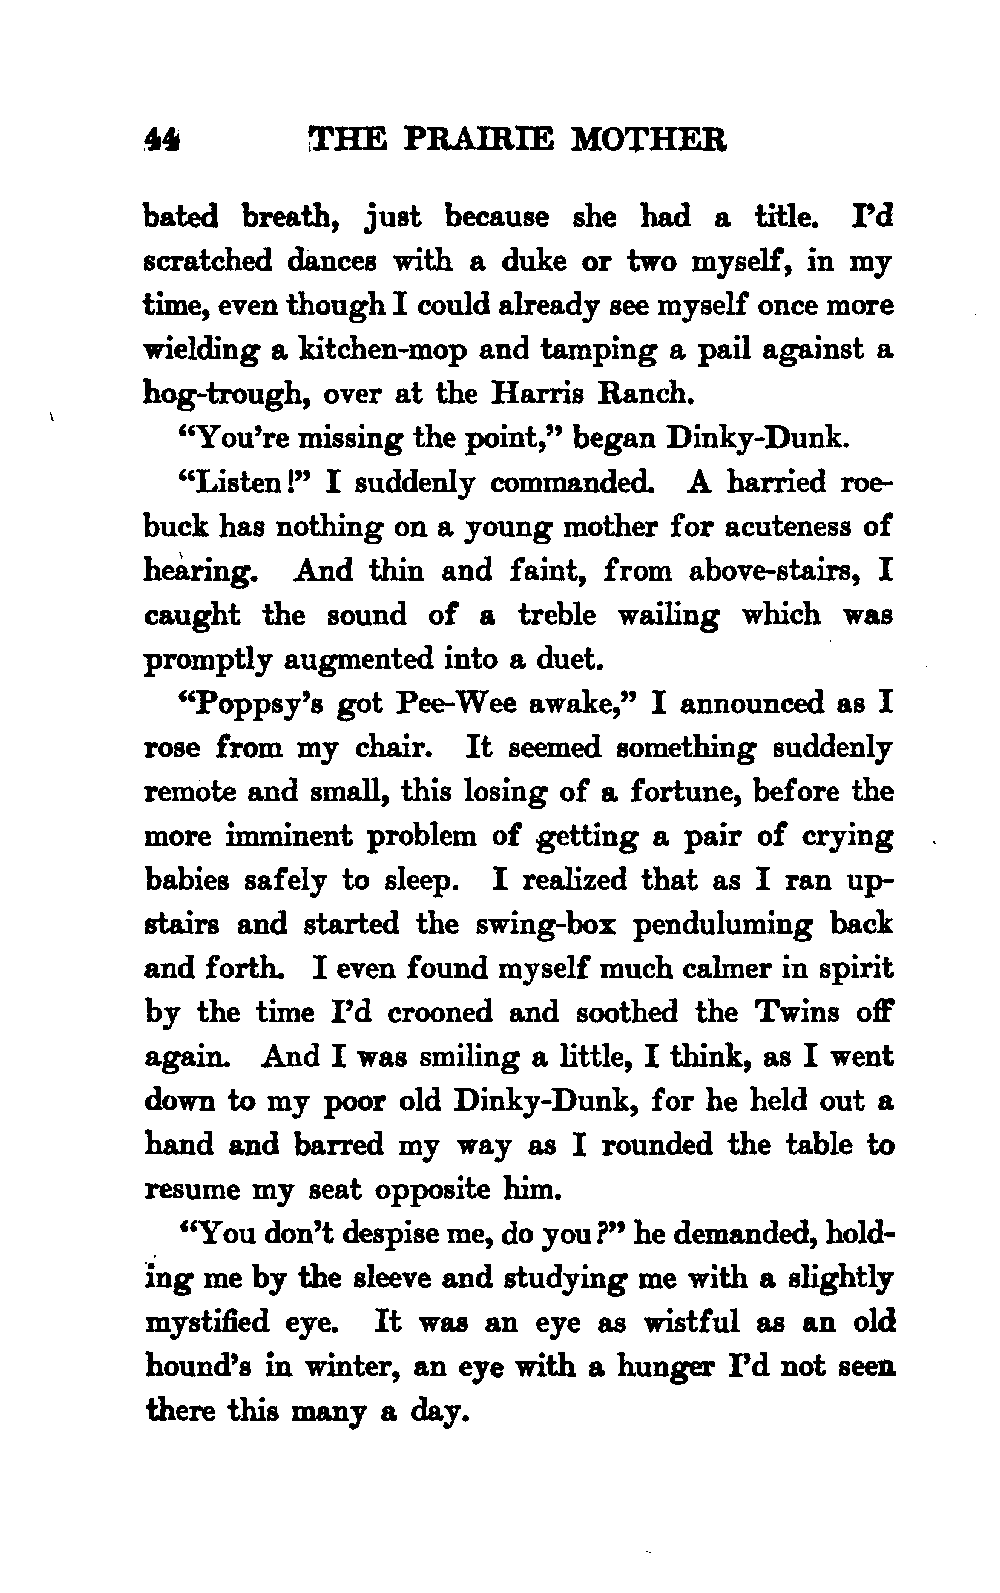 44 THE PRAIRIE MOTHER
bated breath, just because she had a title. I'd
scratched dances with a duke or two myself, in my
time, even though I could already see myself once more
wielding a kitchen-mop and tamping a pail against a
hog-trough, over at the Harris Ranch.
“You're missing the point,” began Dinky-Dunk.
“Listen!” I suddenly commanded. A harried roe-
buck has nothing on a young mother for acuteness of
hearing. And thin and faint, from above-stairs, I
caught the sound of a treble wailing which was
promptly augmented into a duet.
“Poppsy's got Pee-Wee awake,” I announced as I
rose from my chair. It seemed something suddenly
remote and small, this losing of a fortune, before the
more imminent problem of getting a pair of crying
babies safely to sleep. I realized that as I ran up-
stairs and started the swing-box penduluming back
and forth. I even found myself much calmer in spirit
by the time I'd crooned and soothed the Twins off
again. And I was smiling a little, I think, as I went
down to my poor old Dinky-Dunk, for he held out a
hand and barred my way as I rounded the table to
resume my seat opposite him.
“You don't despise me, do you?” he demanded, hold-
ing me by the sleeve and studying me with a slightly
mystified eye. It was an eye as wistful as an old
hound's in winter, an eye with a hunger I'd not seen
there this many a day.